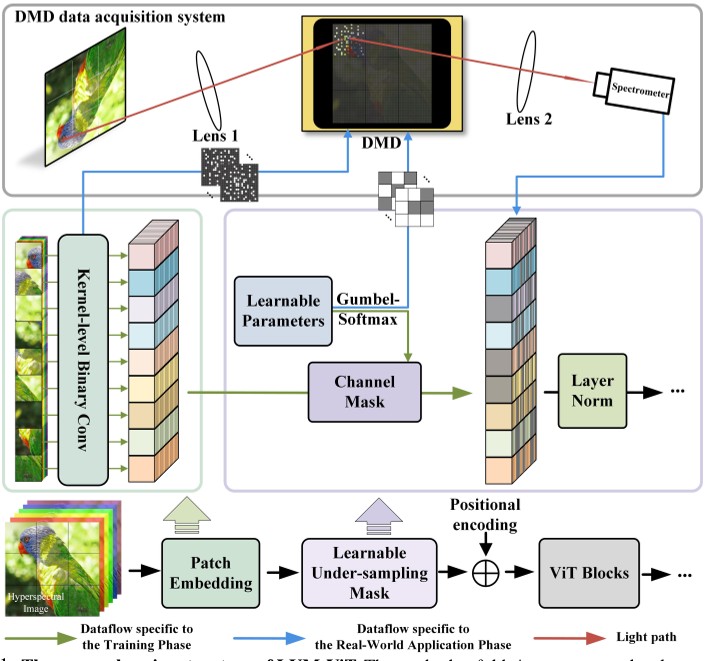 DMD data acquisition system
Lens 1
DMD
Lens 2
Spectrometer
Kernel-level Binary Conv
Learnable
Parameters
Gumbel-
Softmax
Channel
Mask
Layer
Norm
...
Hyperspectral
Image
Patch
Embedding
Learnable
Under-sampling
Mask
Positional
encoding
ViT Blocks
...
Dataflow specific to
the Training Phase
Dataflow specific to
the Real-World Application Phase
Light path